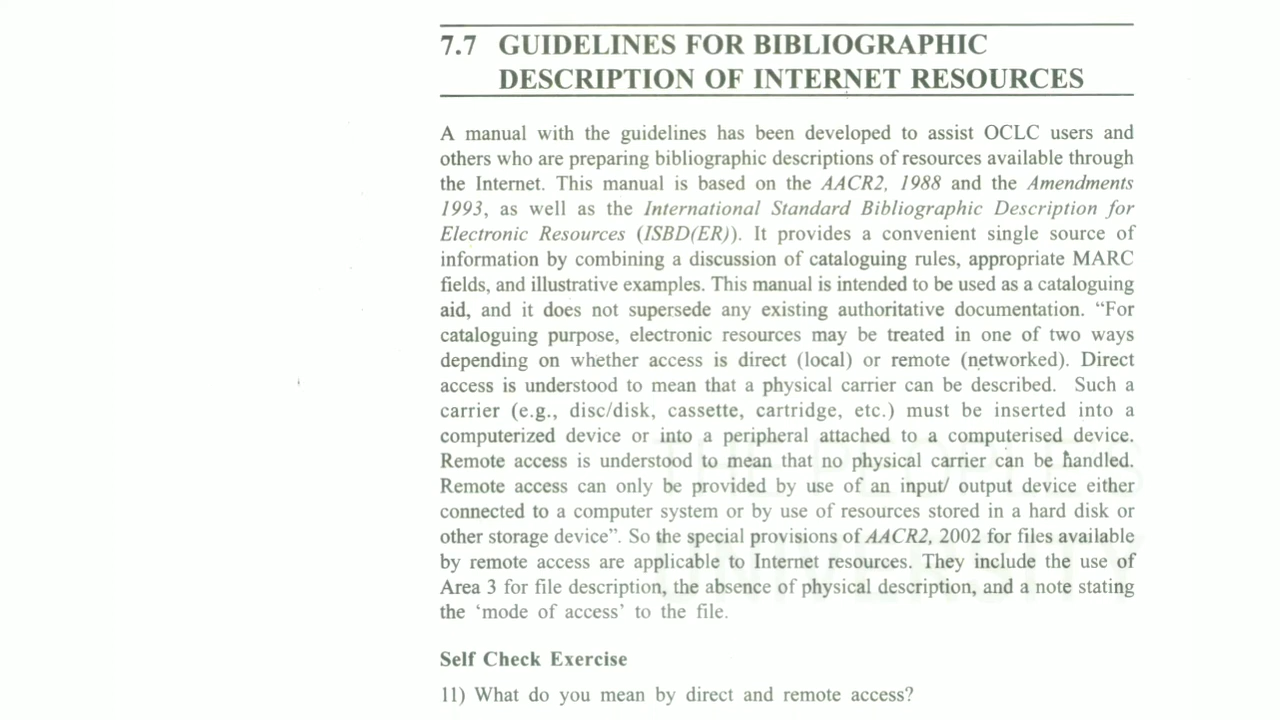 7.7 GUIDELINES FOR BIBLIOGRAPHIC
DESCRIPTION OF INTERNET RESOURCES
A manual with the guidelines has been developed to assist OCLC users and
others who are preparing bibliographic descriptions of resources available through
the Internet. This manual is based on the AACR2, 1988 and the Amendments
1993, as well as the International Standard Bibliographic Description for
Electronic Resources (ISBD(ER)). It provides a convenient single source of
information by combining a discussion of cataloguing rules, appropriate MARC
fields, and illustrative examples. This manual is intended to be used as a cataloguing
aid, and it does not supersede any existing authoritative documentation. “For
cataloguing purpose, electronic resources may be treated in one of two ways
depending on whether access is direct (local) or remote (networked). Direct
access is understood to mean that a physical carrier can be described. Such a
carrier (e.g., disc/disk, cassette, cartridge, etc.) must be inserted into a
computerized device or into a peripheral attached to a computerised device.
Remote access is understood to mean that no physical carrier can be handled.
Remote access can only be provided by use of an input/ output device either
connected to a computer system or by use of resources stored in a hard disk or
other storage device”. So the special provisions of AACR2, 2002 for files available
by remote access are applicable to Internet resources. They include the use of
Area 3 for file description, the absence of physical description, and a note stating
the ‘mode of access’ to the file.
Self Check Exercise
11) What do you mean by direct and remote access?
THE PEOPLE'S
UNIVERSITY